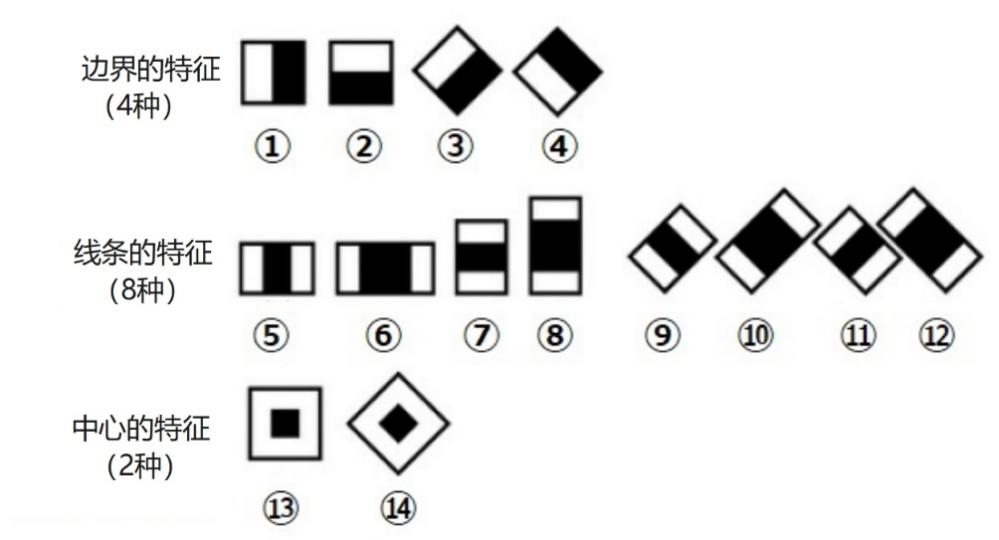 边界的特征
（4种）
① ② ③ ④
线条的特征
（8种）
⑤ ⑥ ⑦ ⑧ ⑨ ⑩ ⑪ ⑫
中心的特征
（2种）
⑬ ⑭